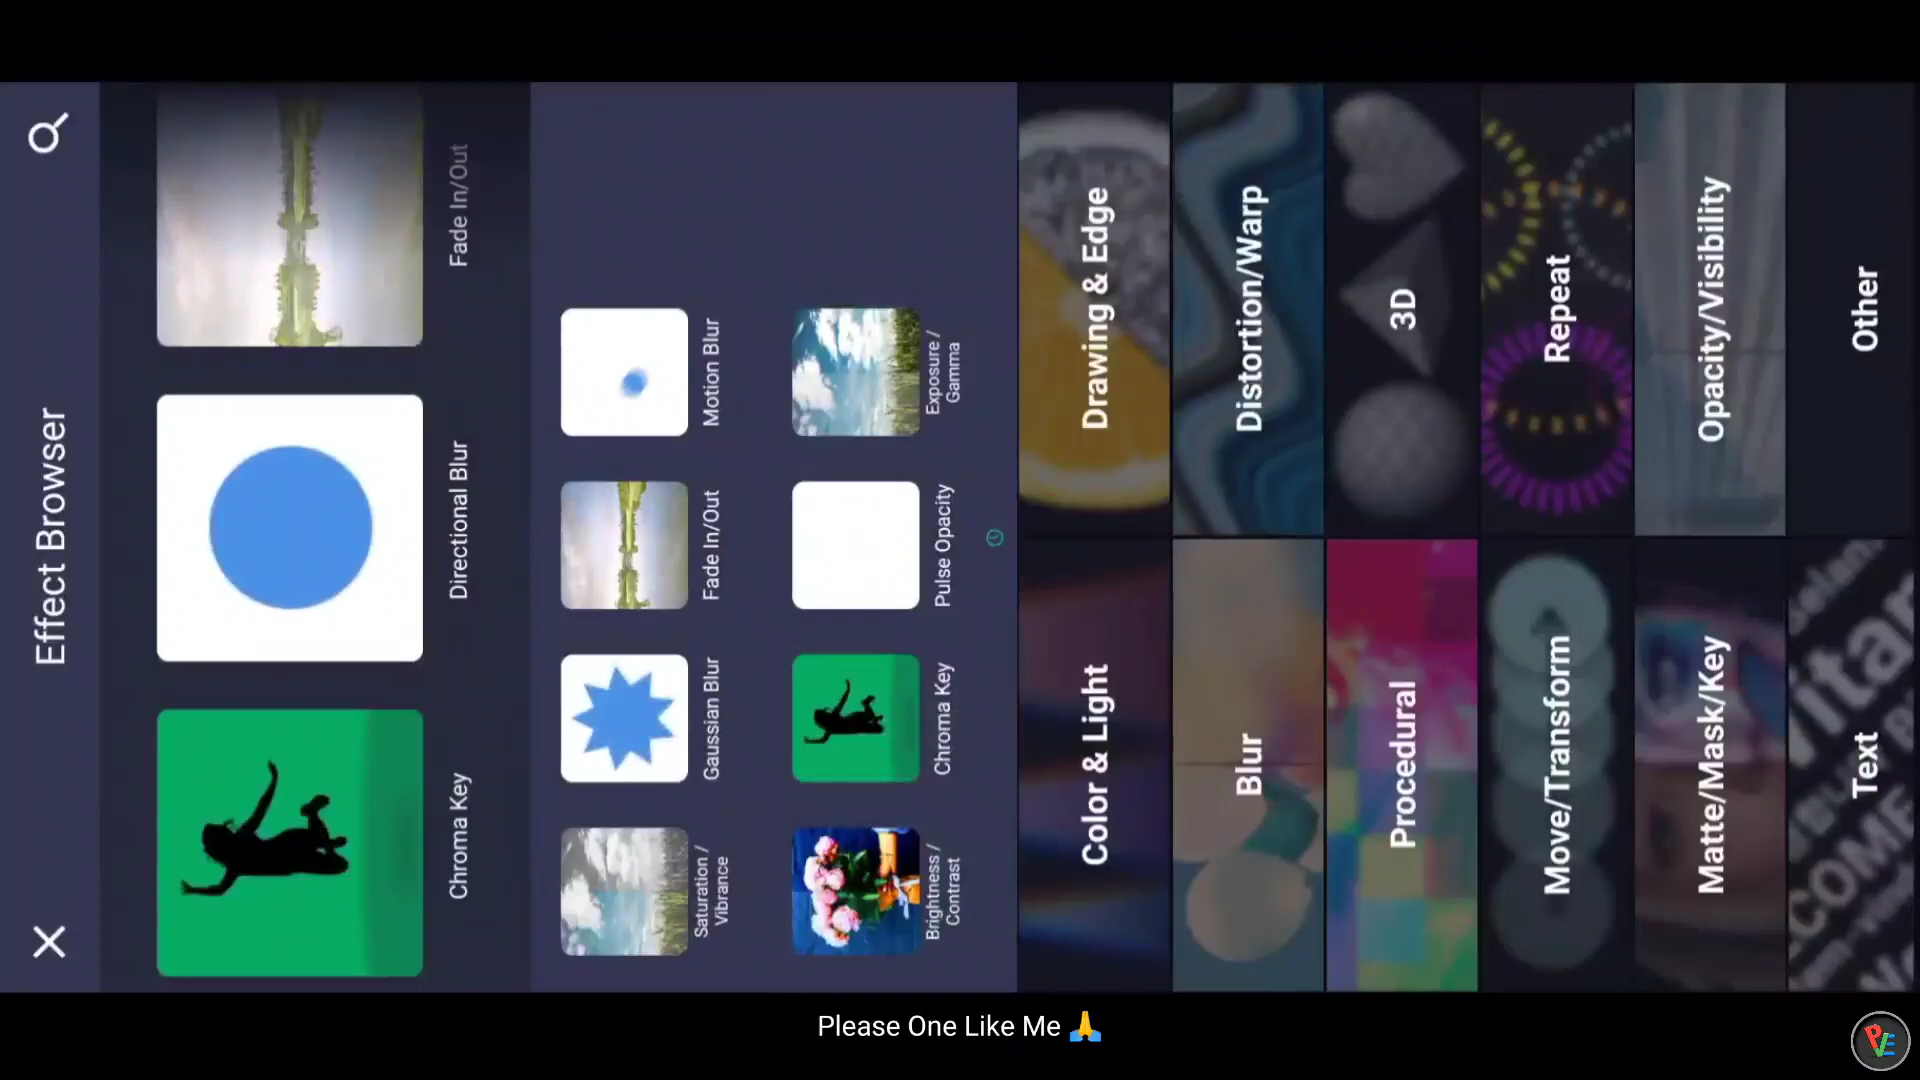 Effect Browser
Chroma Key
Directional Blur
Fade In/Out
Saturation /
Vibrance
Gaussian Blur
Fade In/Out
Motion Blur
Brightness /
Contrast
Chroma Key
Pulse Opacity
Exposure /
Gamma
Color & Light
Drawing & Edge
Blur
Distortion/Warp
Procedural
3D
Move/Transform
Repeat
Matte/Mask/Key
Opacity/Visibility
Text
Other
COME
Please One Like Me 🙏
PVE